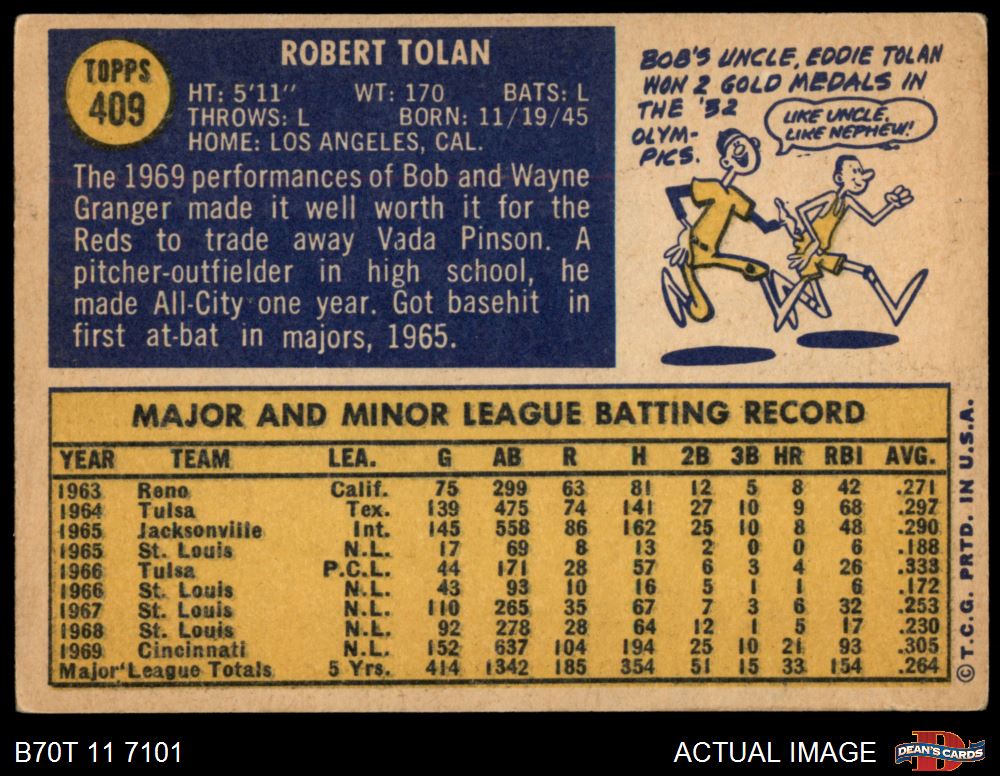 TOPPS
409
ROBERT TOLAN
HT: 5'11" WT: 170 BATS: L
THROWS: L BORN: 11/19/45
HOME: LOS ANGELES, CAL.
The 1969 performances of Bob and Wayne
Granger made it well worth it for the
Reds to trade away Vada Pinson. A
pitcher-outfielder in high school, he
made All-City one year. Got basehit in
first at-bat in majors, 1965.
BOB'S UNCLE, EDDIE TOLAN
WON 2 GOLD MEDALS IN
THE '32
OLYM-
PICS.
LIKE UNCLE,
LIKE NEPHEW!
MAJOR AND MINOR LEAGUE BATTING RECORD
YEAR TEAM LEA. G AB R H 2B 3B HR RBI AVG.
1963 Reno Calif. 75 299 63 81 12 5 8 42 .271
1964 Tulsa Tex. 139 475 74 141 27 10 9 68 .297
1965 Jacksonville Int. 145 558 86 162 25 10 8 48 .290
1965 St. Louis N.L. 17 69 8 13 2 0 0 6 .188
1966 Tulsa P.C.L. 44 171 28 57 6 3 4 26 .333
1966 St. Louis N.L. 43 93 10 16 5 1 1 6 .172
1967 St. Louis N.L. 110 265 35 67 7 3 6 32 .253
1968 St. Louis N.L. 92 278 28 64 12 1 5 17 .230
1969 Cincinnati N.L. 152 637 104 194 25 10 21 93 .305
Major League Totals 5 Yrs. 414 1342 185 354 51 15 33 154 .264
© T.C.G. PRTD. IN U.S.A.
B70T 11 7101
ACTUAL IMAGE
DEAN'S CARDS